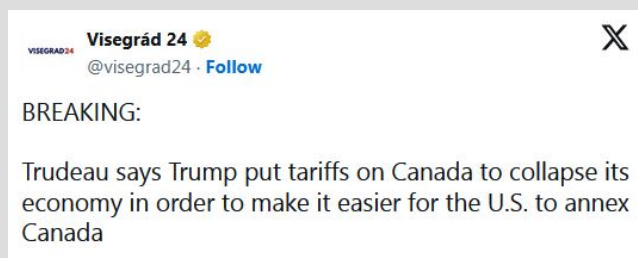 VISEGRAD24
Visegrád 24
@visegrad24 · Follow
X
BREAKING:
Trudeau says Trump put tariffs on Canada to collapse its
economy in order to make it easier for the U.S. to annex
Canada